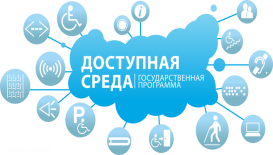 ДОСТУПНАЯ
СРЕДА ГОСУДАРСТВЕННАЯ
ПРОГРАММА